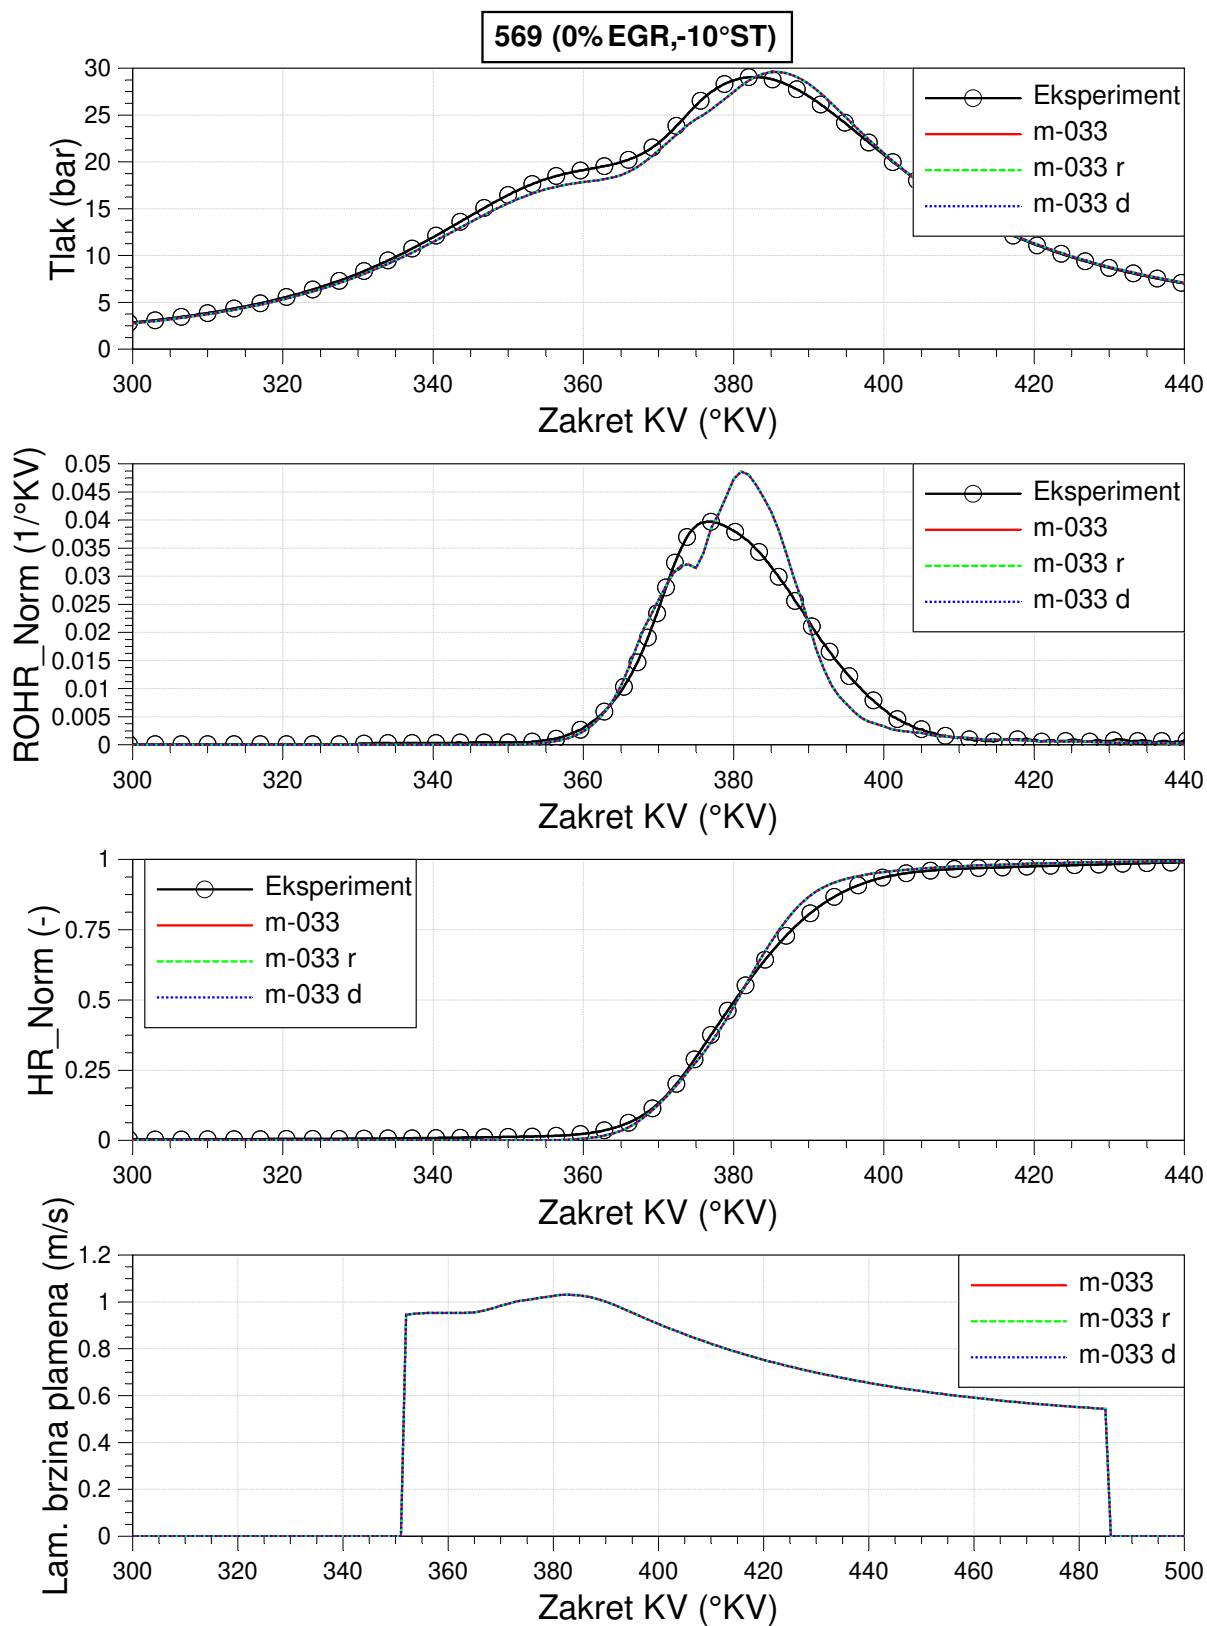 569 (0% EGR,-10°ST)
Tlak (bar)
30
25
20
15
10
5
0
Eksperiment
m-033
m-033 r
m-033 d
300 320 340 360 380 400 420 440
Zakret KV (°KV)
ROHR_Norm (1/°KV)
0.05
0.045
0.04
0.035
0.03
0.025
0.02
0.015
0.01
0.005
0
Eksperiment
m-033
m-033 r
m-033 d
300 320 340 360 380 400 420 440
Zakret KV (°KV)
HR_Norm (-)
1
0.75
0.5
0.25
0
Eksperiment
m-033
m-033 r
m-033 d
300 320 340 360 380 400 420 440
Zakret KV (°KV)
Lam. brzina plamena (m/s)
1.2
1
0.8
0.6
0.4
0.2
0
m-033
m-033 r
m-033 d
300 320 340 360 380 400 420 440 460 480 500
Zakret KV (°KV)